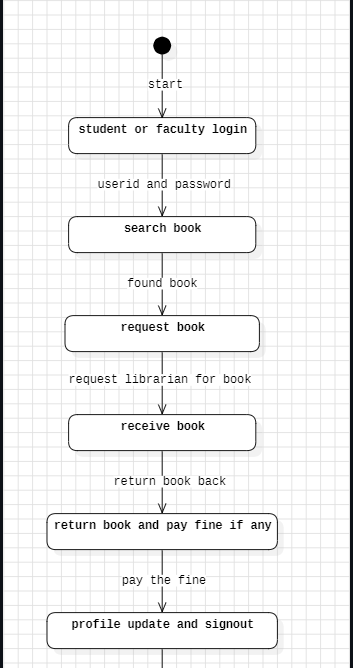 start
student or faculty login
userid and password
search book
found book
request book
request librarian for book
receive book
return book back
return book and pay fine if any
pay the fine
profile update and signout